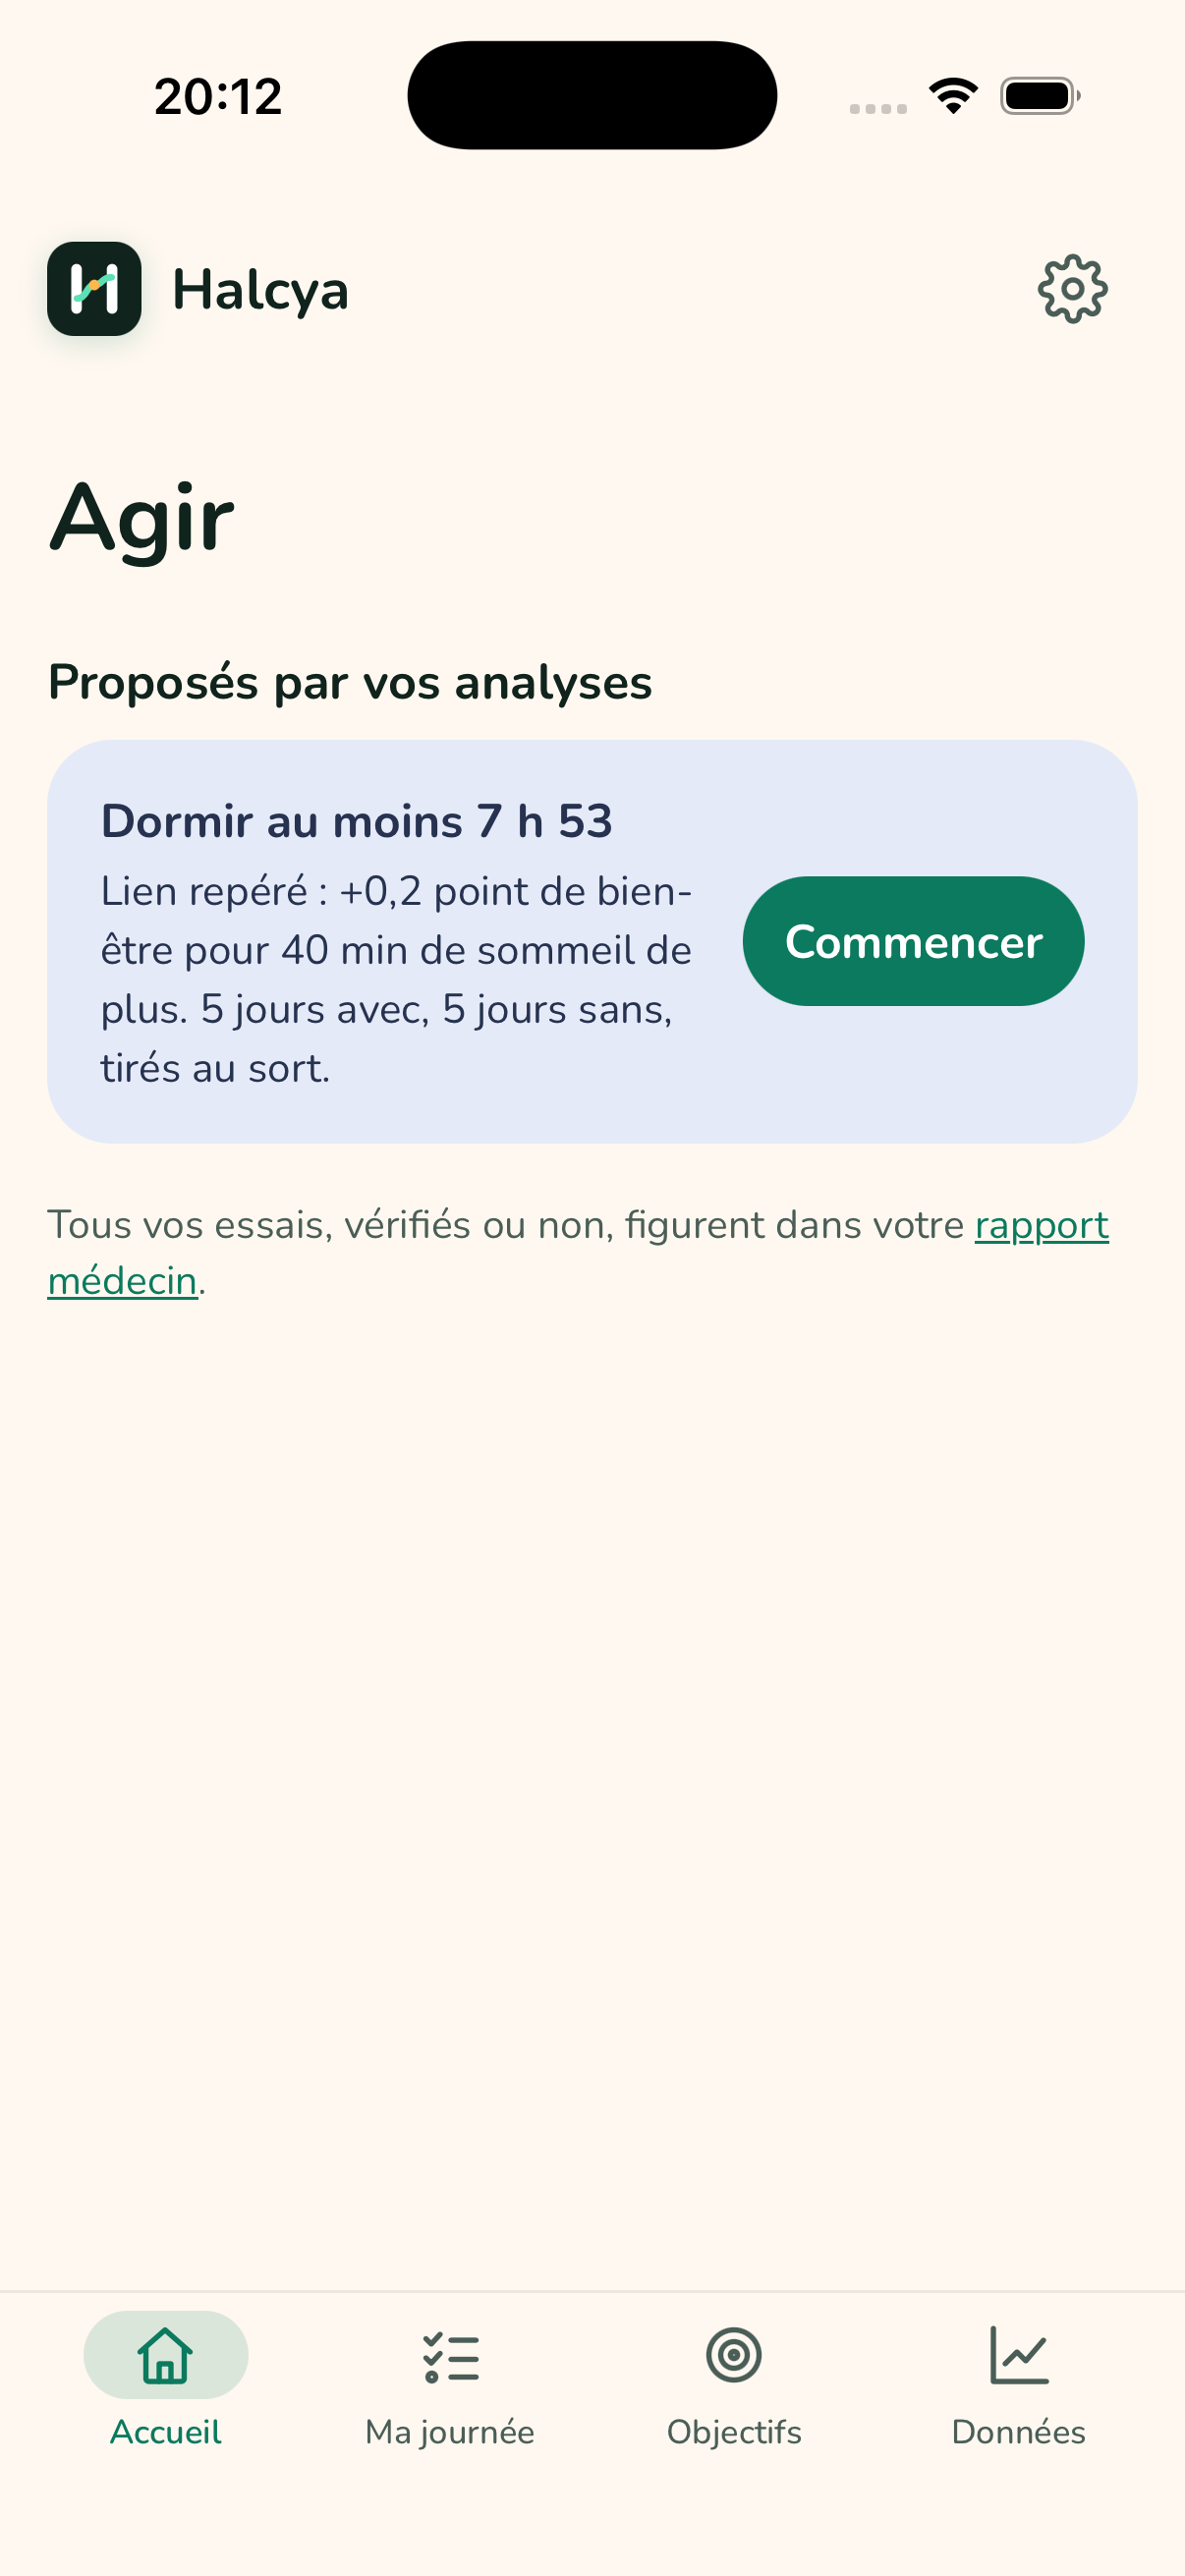 20:12
Halcya
Agir
Proposés par vos analyses
Dormir au moins 7 h 53
Lien repéré : +0,2 point de bien-
être pour 40 min de sommeil de
plus. 5 jours avec, 5 jours sans,
tirés au sort.
Commencer
Tous vos essais, vérifiés ou non, figurent dans votre rapport
médecin.
Accueil
Ma journée
Objectifs
Données